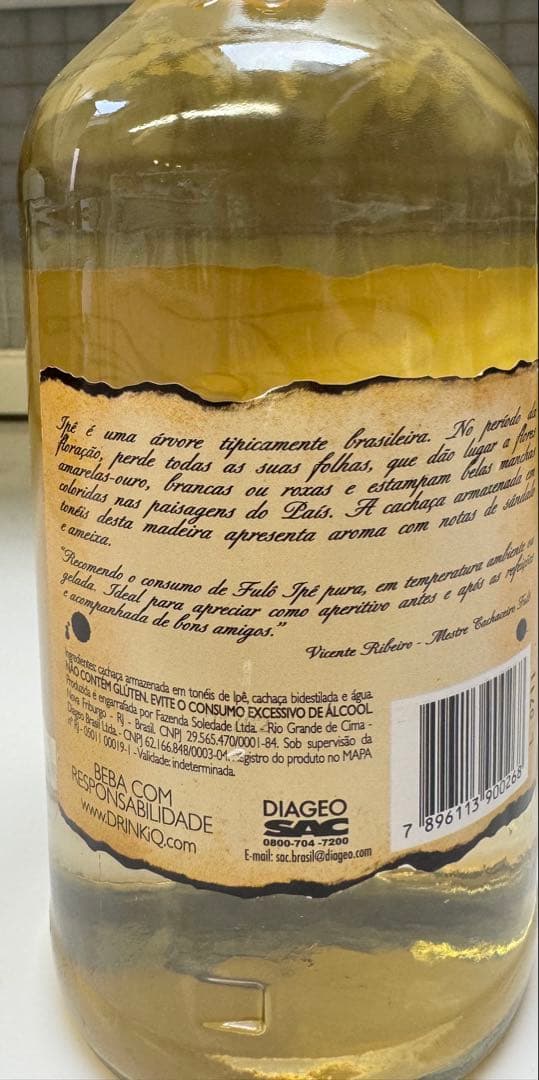 Ipê é uma árvore tipicamente brasileira. No período da
floração, perde todas as suas folhas, que dão lugar a flores
amarelas-ouro, brancas ou roxas e estampam belas manchas
coloridas nas paisagens do País. A cachaça armazenada em
tonéis desta madeira apresenta aroma com notas de sândalo
e ameixa.
"Recomendo o consumo de Fulô Ipê pura, em temperatura ambiente ou
gelada. Ideal para apreciar como aperitivo antes e após as refeições
e acompanhada de bons amigos."
Vicente Ribeiro - Mestre Cachaceiro Fulô
Ingredientes: cachaça armazenada em tonéis de Ipê, cachaça bidestilada e água.
NÃO CONTÉM GLÚTEN. EVITE O CONSUMO EXCESSIVO DE ÁLCOOL
Produzida e engarrafada por Fazenda Soledade Ltda. - Rio Grande de Cima -
Nova Friburgo - RJ - Brasil. CNPJ 29.565.470/0001-84. Sob supervisão da
Diageo Brasil Ltda - CNPJ 62.166.848/0003-04. Registro do produto no MAPA
nº RJ - 05011 00019-1 - Validade: indeterminada.
BEBA COM
RESPONSABILIDADE
www.DRINKiQ.com
DIAGEO
SAC
0800-704 -7200
E-mail: sac.brasil@diageo.com
7 896113 900268